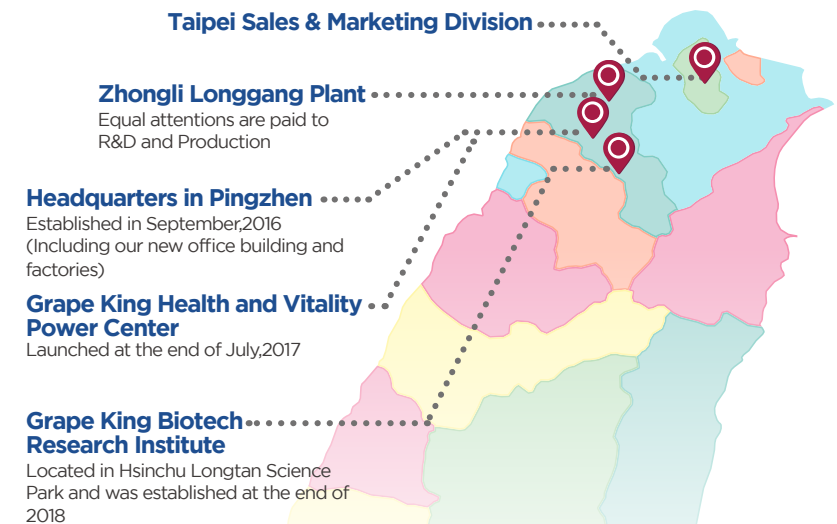 Taipei Sales & Marketing Division
Zhongli Longgang Plant
Equal attentions are paid to
R&D and Production
Headquarters in Pingzhen
Established in September,2016
(Including our new office building and
factories)
Grape King Health and Vitality
Power Center
Launched at the end of July,2017
Grape King Biotech
Research Institute
Located in Hsinchu Longtan Science
Park and was established at the end of
2018